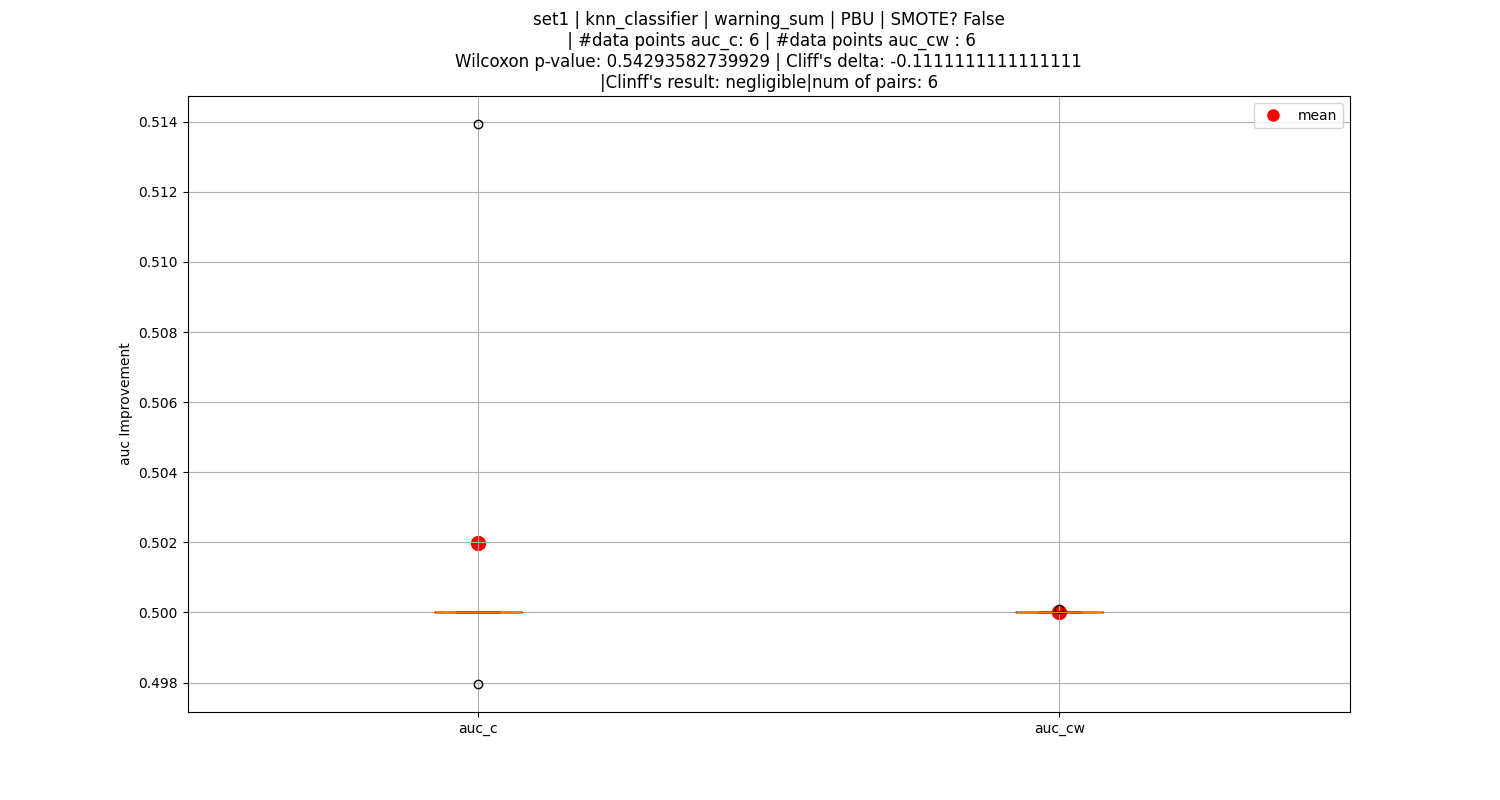 set1 | knn_classifier | warning_sum | PBU | SMOTE? False
| #data points auc_c: 6 | #data points auc_cw : 6
Wilcoxon p-value: 0.54293582739929 | Cliff's delta: -0.1111111111111111
|Clinff's result: negligible|num of pairs: 6
mean
0.514
0.512
0.510
0.508
0.506
0.504
0.502
0.500
0.498
auc Improvement
auc_c
auc_cw